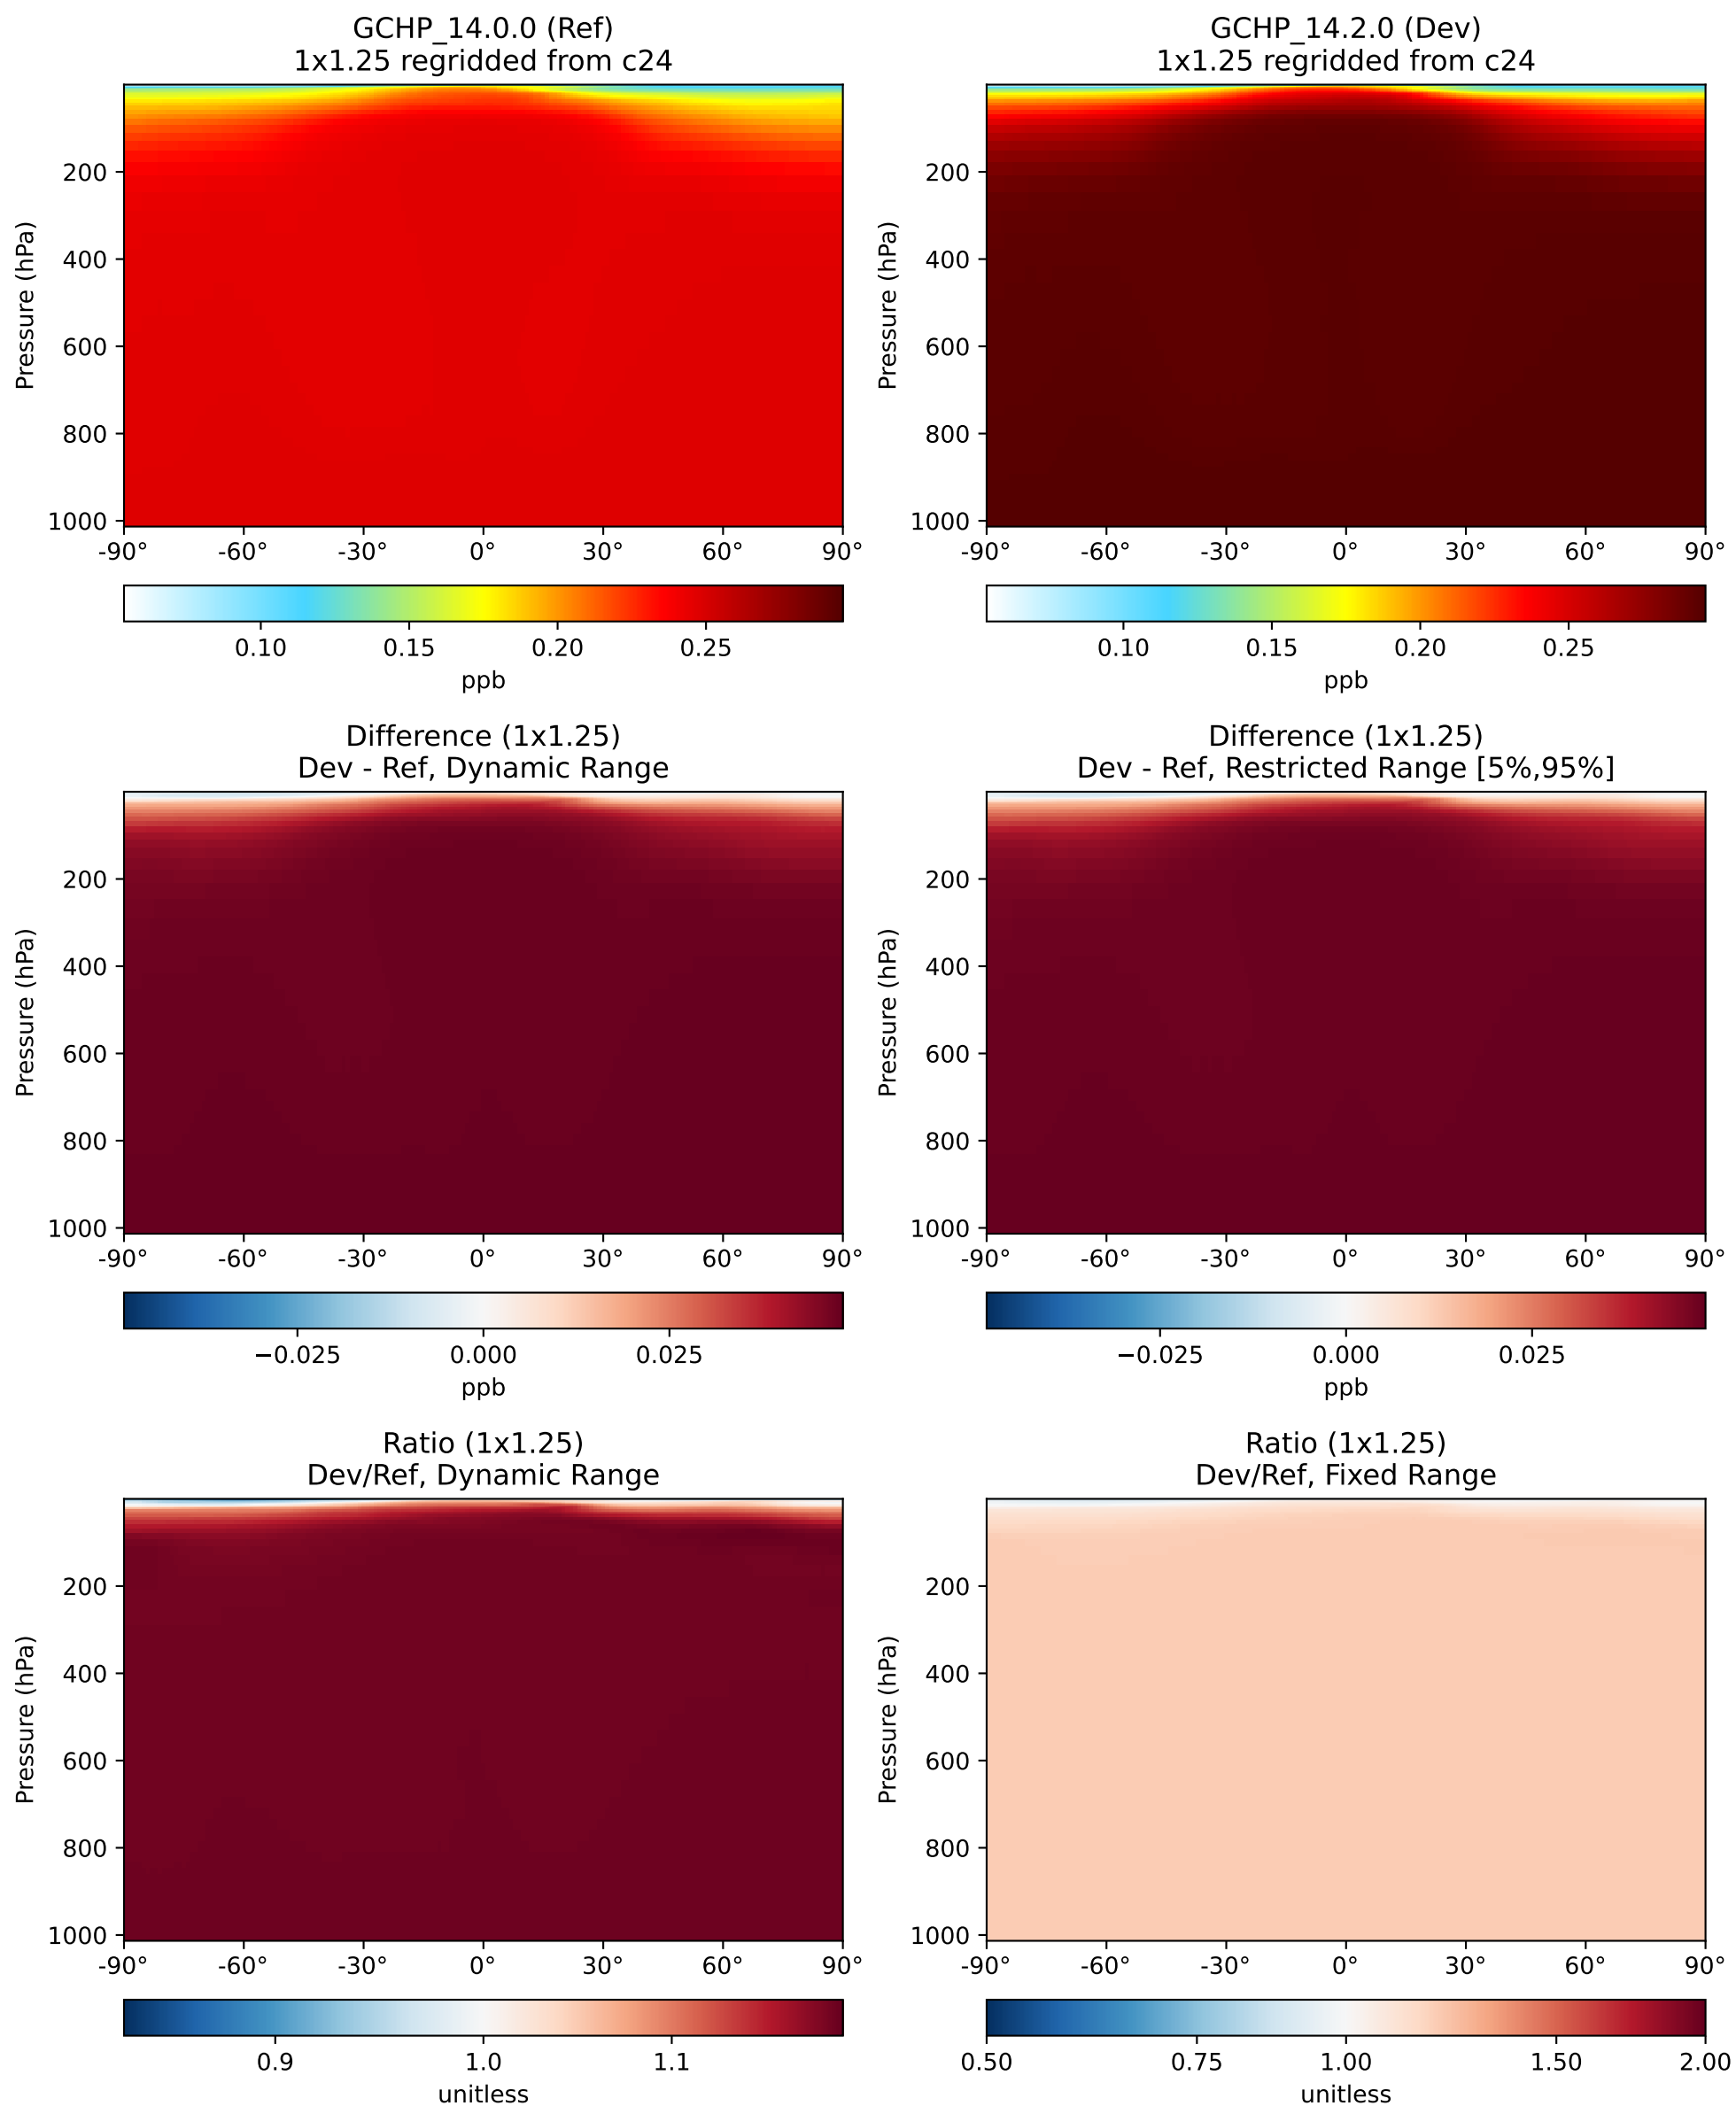 GCHP_14.0.0 (Ref)
1x1.25 regridded from c24
200
400
600
800
1000
Pressure (hPa)
-90° -60° -30° 0° 30° 60° 90°
0.10 0.15 0.20 0.25
ppb
GCHP_14.2.0 (Dev)
1x1.25 regridded from c24
200
400
600
800
1000
Pressure (hPa)
-90° -60° -30° 0° 30° 60° 90°
0.10 0.15 0.20 0.25
ppb
Difference (1x1.25)
Dev - Ref, Dynamic Range
200
400
600
800
1000
Pressure (hPa)
-90° -60° -30° 0° 30° 60° 90°
−0.025 0.000 0.025
ppb
Difference (1x1.25)
Dev - Ref, Restricted Range [5%,95%]
200
400
600
800
1000
Pressure (hPa)
-90° -60° -30° 0° 30° 60° 90°
−0.025 0.000 0.025
ppb
Ratio (1x1.25)
Dev/Ref, Dynamic Range
200
400
600
800
1000
Pressure (hPa)
-90° -60° -30° 0° 30° 60° 90°
0.9 1.0 1.1
unitless
Ratio (1x1.25)
Dev/Ref, Fixed Range
200
400
600
800
1000
Pressure (hPa)
-90° -60° -30° 0° 30° 60° 90°
0.50 0.75 1.00 1.50 2.00
unitless